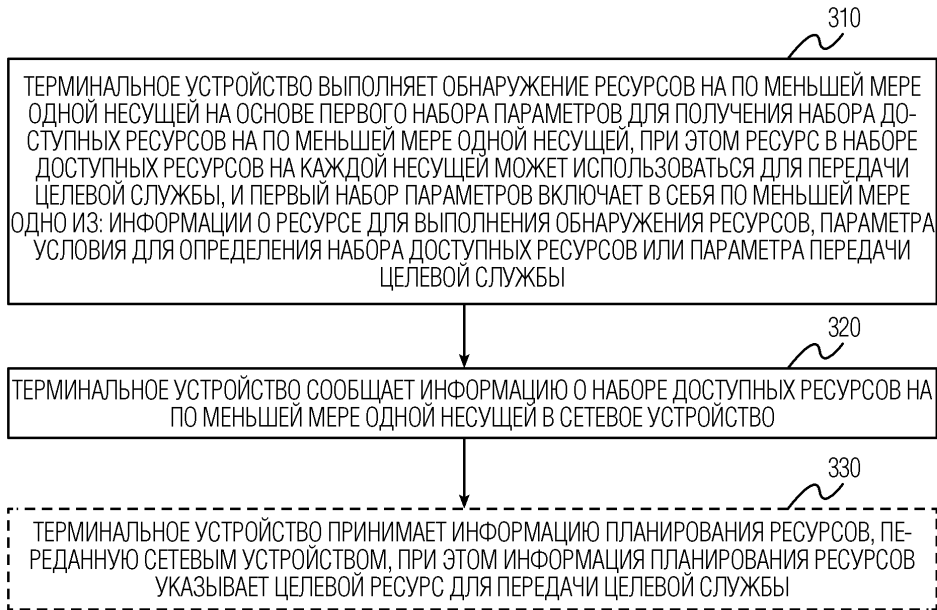 310
ТЕРМИНАЛЬНОЕ УСТРОЙСТВО ВЫПОЛНЯЕТ ОБНАРУЖЕНИЕ РЕСУРСОВ НА ПО МЕНЬШЕЙ МЕРЕ
ОДНОЙ НЕСУЩЕЙ НА ОСНОВЕ ПЕРВОГО НАБОРА ПАРАМЕТРОВ ДЛЯ ПОЛУЧЕНИЯ НАБОРА ДО-
СТУПНЫХ РЕСУРСОВ НА ПО МЕНЬШЕЙ МЕРЕ ОДНОЙ НЕСУЩЕЙ, ПРИ ЭТОМ РЕСУРС В НАБОРЕ
ДОСТУПНЫХ РЕСУРСОВ НА КАЖДОЙ НЕСУЩЕЙ МОЖЕТ ИСПОЛЬЗОВАТЬСЯ ДЛЯ ПЕРЕДАЧИ
ЦЕЛЕВОЙ СЛУЖБЫ, И ПЕРВЫЙ НАБОР ПАРАМЕТРОВ ВКЛЮЧАЕТ В СЕБЯ ПО МЕНЬШЕЙ МЕРЕ
ОДНО ИЗ: ИНФОРМАЦИИ О РЕСУРСЕ ДЛЯ ВЫПОЛНЕНИЯ ОБНАРУЖЕНИЯ РЕСУРСОВ, ПАРАМЕТРА
УСЛОВИЯ ДЛЯ ОПРЕДЕЛЕНИЯ НАБОРА ДОСТУПНЫХ РЕСУРСОВ ИЛИ ПАРАМЕТРА ПЕРЕДАЧИ
ЦЕЛЕВОЙ СЛУЖБЫ
320
ТЕРМИНАЛЬНОЕ УСТРОЙСТВО СООБЩАЕТ ИНФОРМАЦИЮ О НАБОРЕ ДОСТУПНЫХ РЕСУРСОВ НА
ПО МЕНЬШЕЙ МЕРЕ ОДНОЙ НЕСУЩЕЙ В СЕТЕВОЕ УСТРОЙСТВО
330
ТЕРМИНАЛЬНОЕ УСТРОЙСТВО ПРИНИМАЕТ ИНФОРМАЦИЮ ПЛАНИРОВАНИЯ РЕСУРСОВ, ПЕ-
РЕДАННУЮ СЕТЕВЫМ УСТРОЙСТВОМ, ПРИ ЭТОМ ИНФОРМАЦИЯ ПЛАНИРОВАНИЯ РЕСУРСОВ
УКАЗЫВАЕТ ЦЕЛЕВОЙ РЕСУРС ДЛЯ ПЕРЕДАЧИ ЦЕЛЕВОЙ СЛУЖБЫ